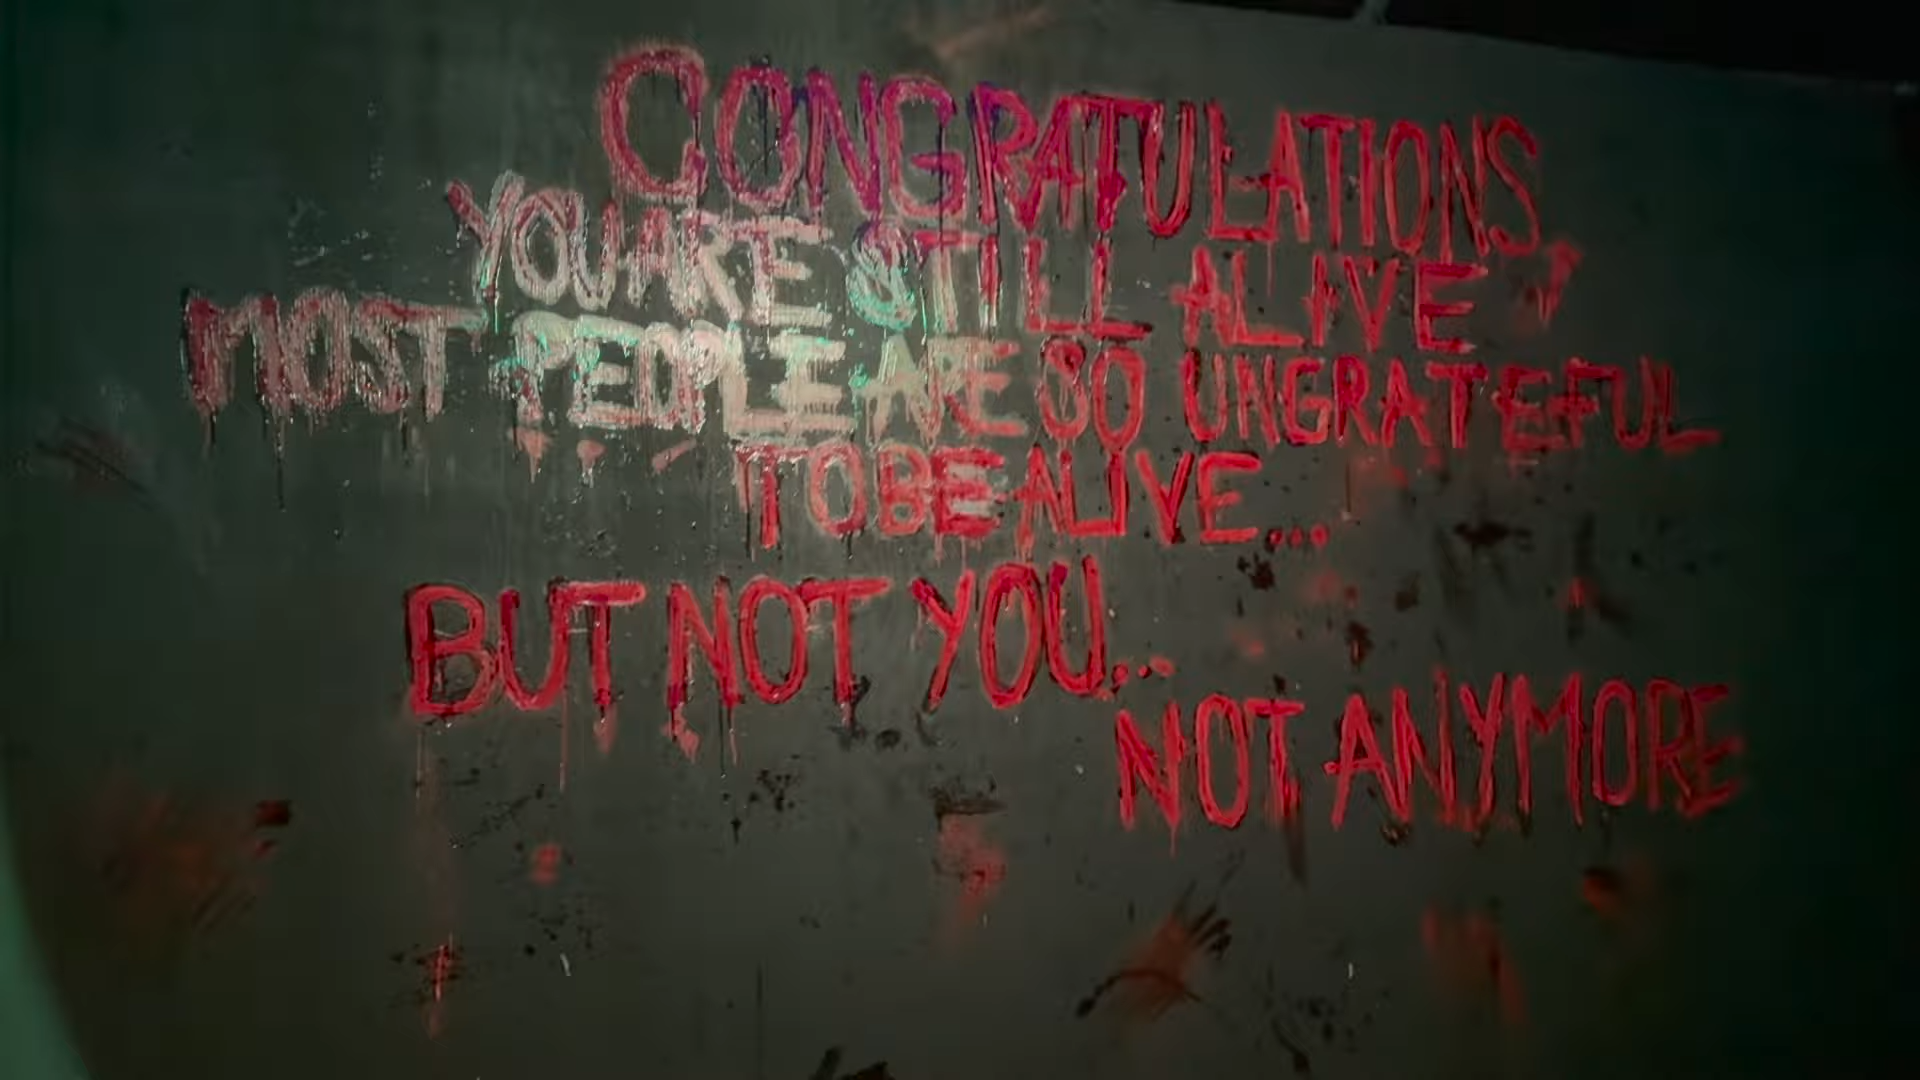 CONGRATULATIONS,
YOU ARE STILL ALIVE
MOST PEOPLE ARE SO UNGRATEFUL
TO BE ALIVE...
BUT NOT YOU...
NOT ANYMORE